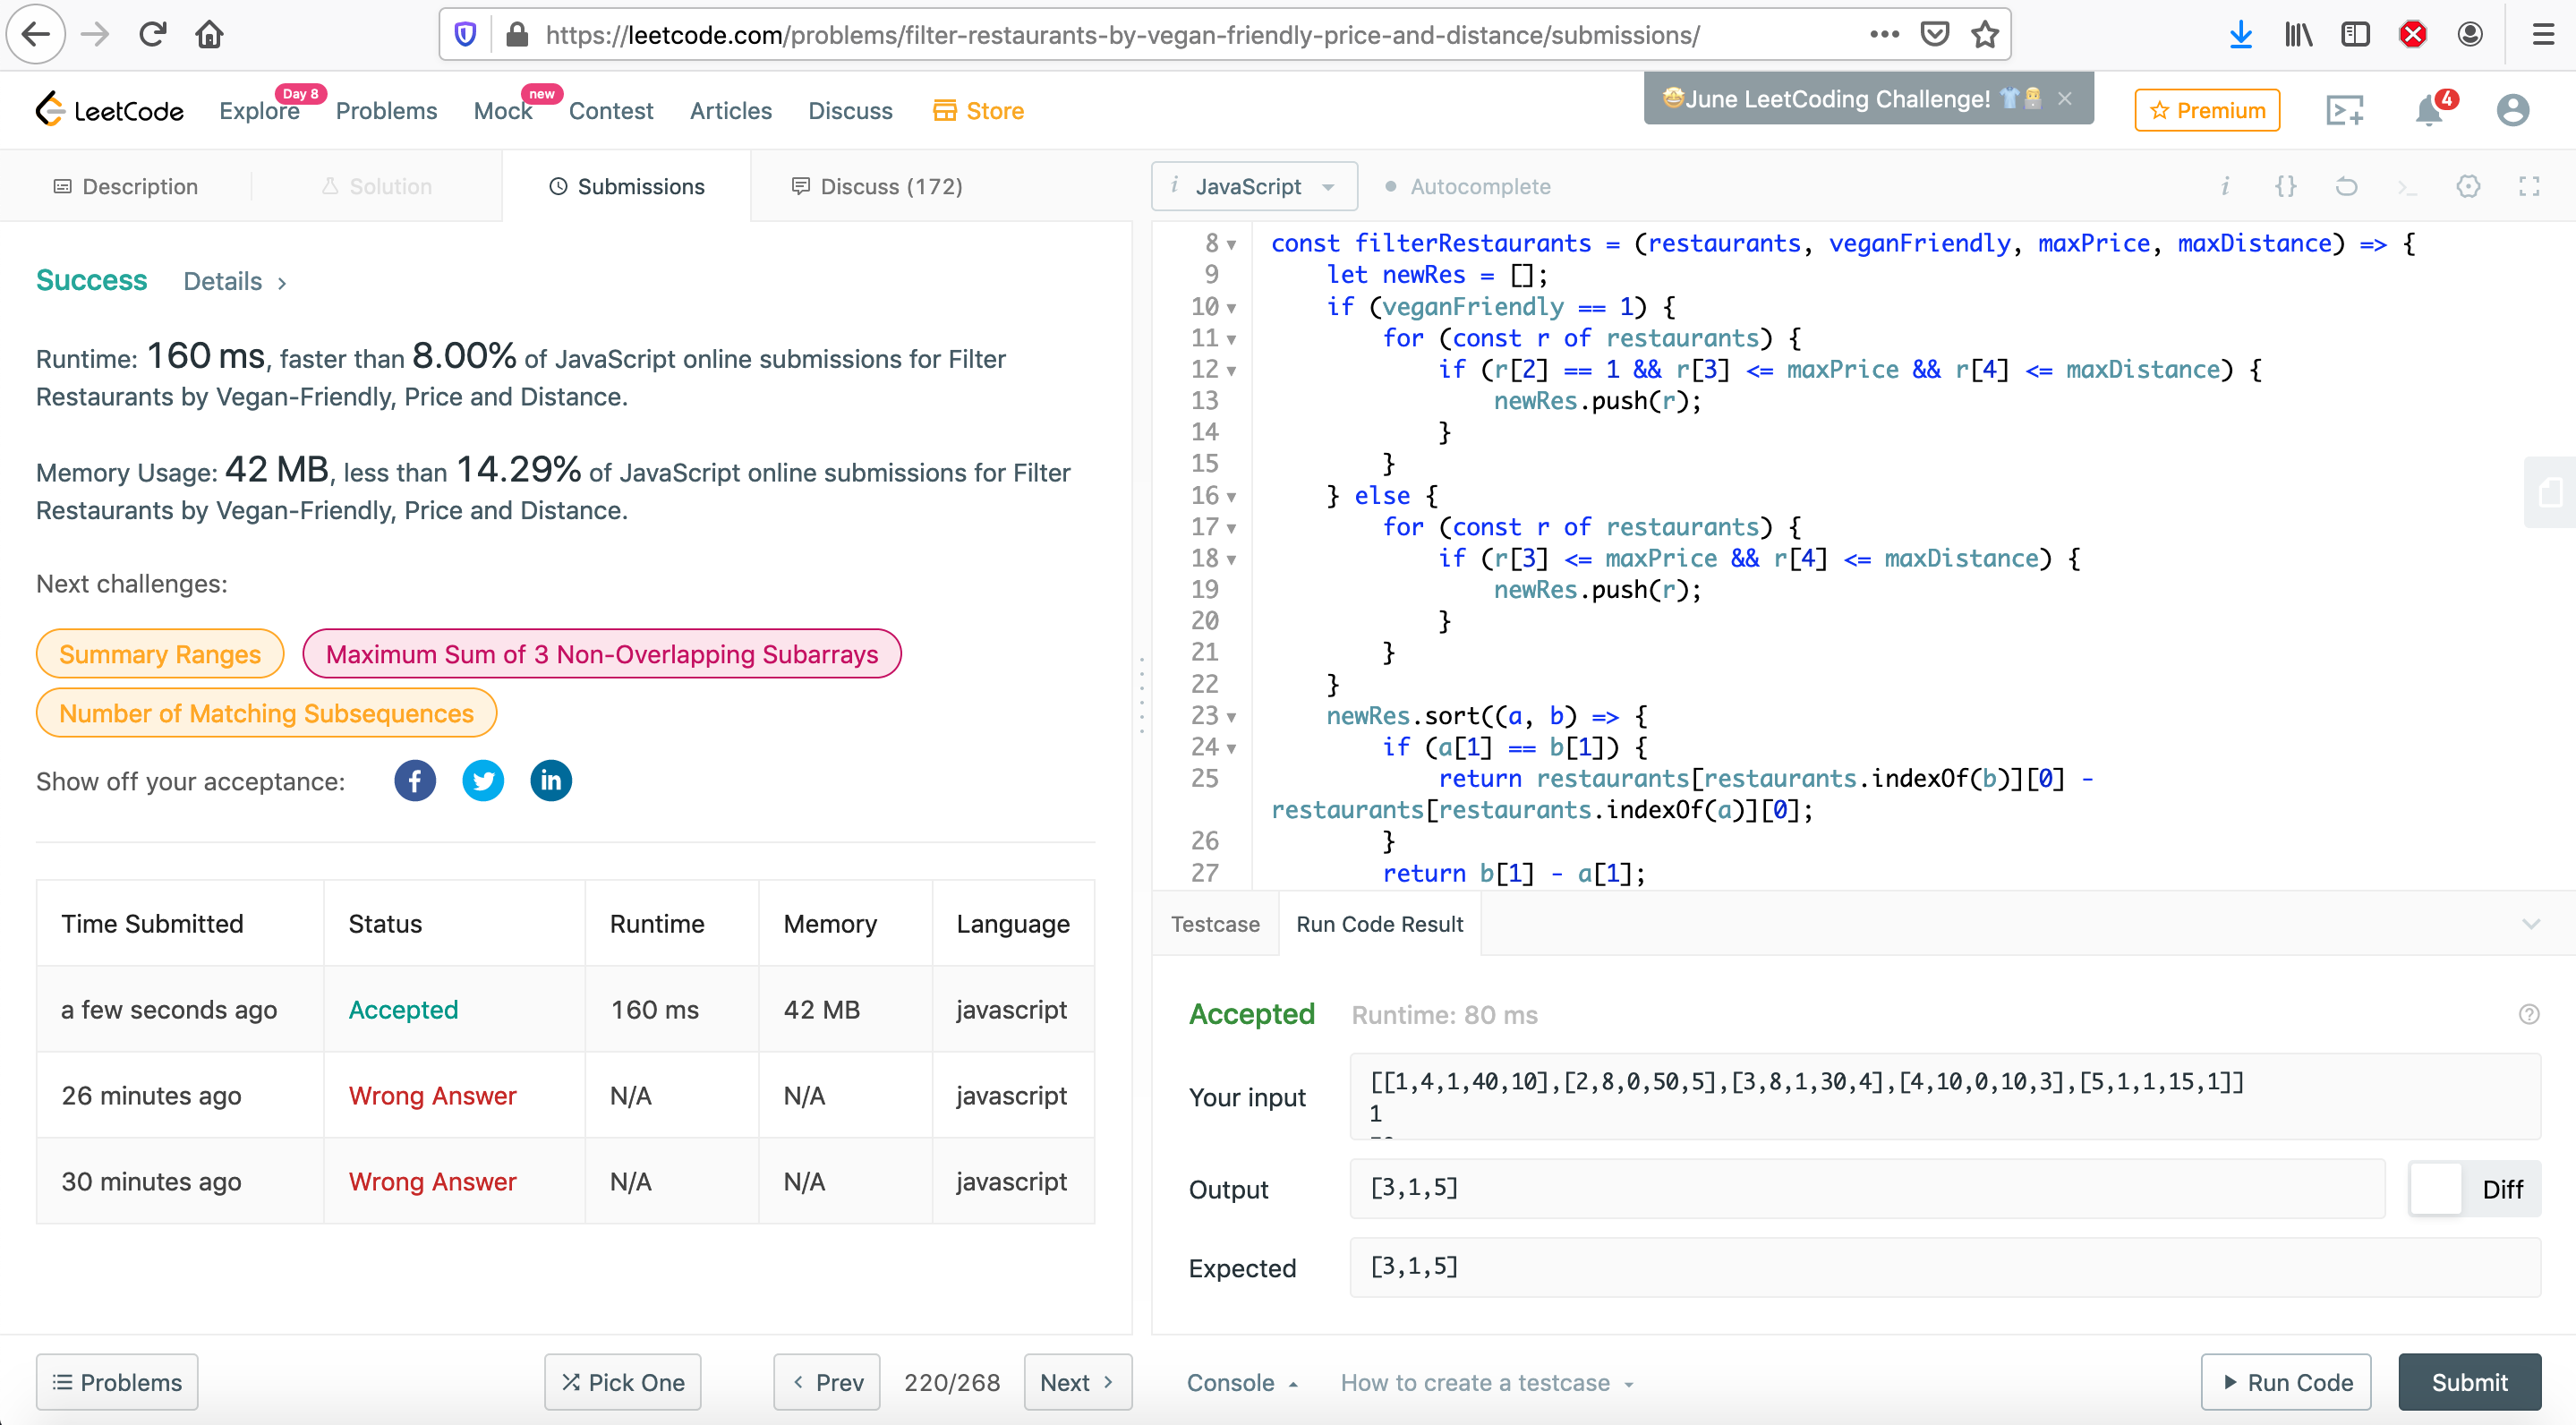 https://leetcode.com/problems/filter-restaurants-by-vegan-friendly-price-and-distance/submissions/
LeetCode Explore Day 8 Problems Mock new Contest Articles Discuss Store
June LeetCoding Challenge! Premium 4
Description Solution Submissions Discuss (172)
Success Details
Runtime: 160 ms, faster than 8.00% of JavaScript online submissions for Filter
Restaurants by Vegan-Friendly, Price and Distance.
Memory Usage: 42 MB, less than 14.29% of JavaScript online submissions for Filter
Restaurants by Vegan-Friendly, Price and Distance.
Next challenges:
Summary Ranges Maximum Sum of 3 Non-Overlapping Subarrays
Number of Matching Subsequences
Show off your acceptance:
Time Submitted Status Runtime Memory Language
a few seconds ago Accepted 160 ms 42 MB javascript
26 minutes ago Wrong Answer N/A N/A javascript
30 minutes ago Wrong Answer N/A N/A javascript
Problems Pick One Prev 220/268 Next
i JavaScript Autocomplete
8 const filterRestaurants = (restaurants, veganFriendly, maxPrice, maxDistance) => {
9 let newRes = [];
10 if (veganFriendly == 1) {
11 for (const r of restaurants) {
12 if (r[2] == 1 && r[3] <= maxPrice && r[4] <= maxDistance) {
13 newRes.push(r);
14 }
15 }
16 } else {
17 for (const r of restaurants) {
18 if (r[3] <= maxPrice && r[4] <= maxDistance) {
19 newRes.push(r);
20 }
21 }
22 }
23 newRes.sort((a, b) => {
24 if (a[1] == b[1]) {
25 return restaurants[restaurants.indexOf(b)][0] -
restaurants[restaurants.indexOf(a)][0];
26 }
27 return b[1] - a[1];
Testcase Run Code Result
Accepted Runtime: 80 ms
Your input [[1,4,1,40,10],[2,8,0,50,5],[3,8,1,30,4],[4,10,0,10,3],[5,1,1,15,1]]
1
Output [3,1,5] Diff
Expected [3,1,5]
Console How to create a testcase Run Code Submit